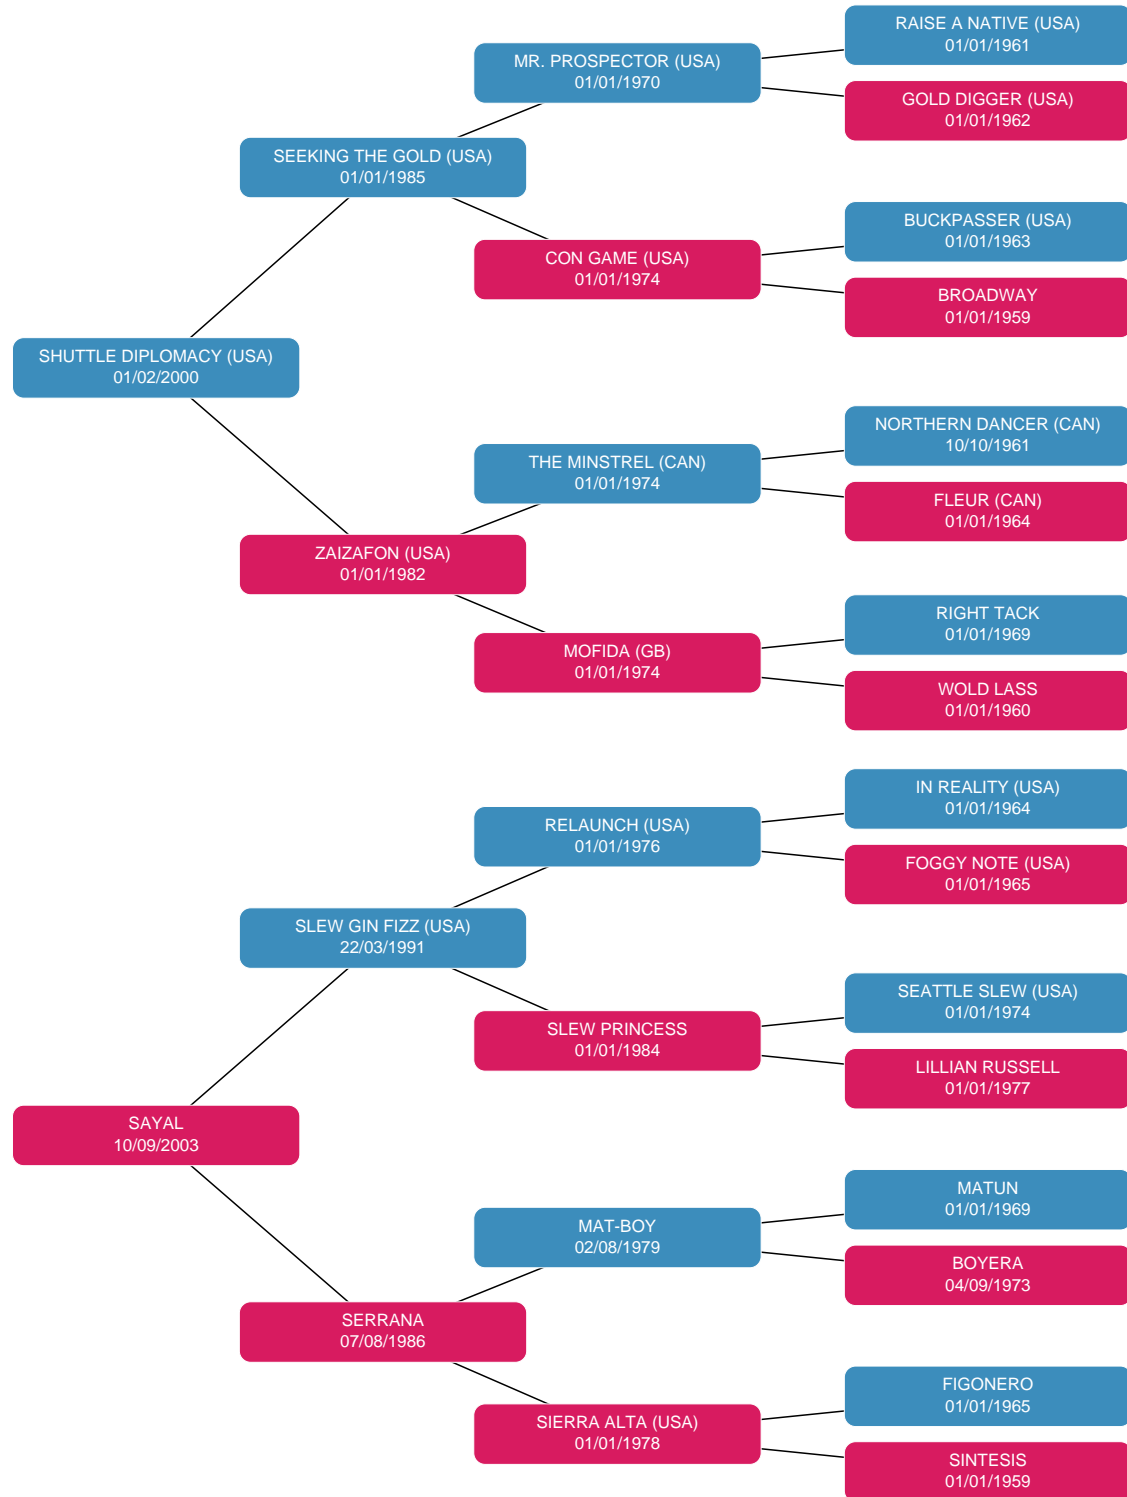 RAISE A NATIVE (USA)
01/01/1961
MR. PROSPECTOR (USA)
01/01/1970
GOLD DIGGER (USA)
01/01/1962
SEEKING THE GOLD (USA)
01/01/1985
BUCKPASSER (USA)
01/01/1963
CON GAME (USA)
01/01/1974
BROADWAY
01/01/1959
SHUTTLE DIPLOMACY (USA)
01/02/2000
NORTHERN DANCER (CAN)
10/10/1961
THE MINSTREL (CAN)
01/01/1974
FLEUR (CAN)
01/01/1964
ZAIZAFON (USA)
01/01/1982
RIGHT TACK
01/01/1969
MOFIDA (GB)
01/01/1974
WOLD LASS
01/01/1960
IN REALITY (USA)
01/01/1964
RELAUNCH (USA)
01/01/1976
FOGGY NOTE (USA)
01/01/1965
SLEW GIN FIZZ (USA)
22/03/1991
SEATTLE SLEW (USA)
01/01/1974
SLEW PRINCESS
01/01/1984
LILLIAN RUSSELL
01/01/1977
SAYAL
10/09/2003
MATUN
01/01/1969
MAT-BOY
02/08/1979
BOYERA
04/09/1973
SERRANA
07/08/1986
FIGONERO
01/01/1965
SIERRA ALTA (USA)
01/01/1978
SINTESIS
01/01/1959